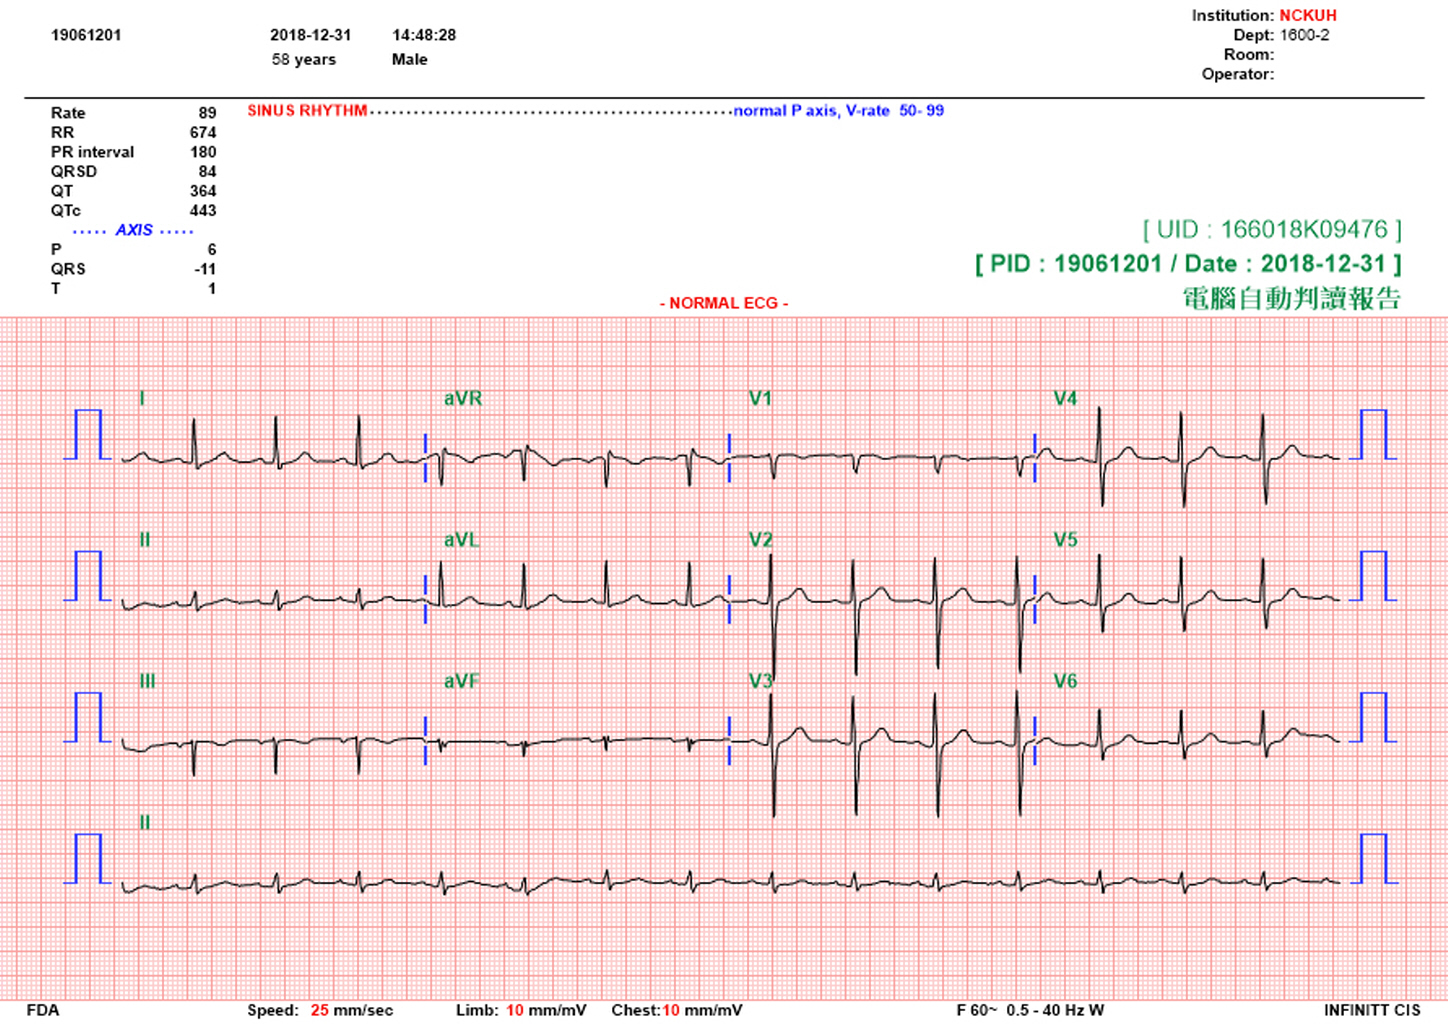 Institution: NCKUH
19061201 2018-12-31 14:48:28 Dept: 1600-2
58 years Male Room:
Operator:
Rate 89 SINUS RHYTHM normal P axis, V-rate 50- 99
RR 674
PR interval 180
QRSD 84
QT 364
QTc 443
····· AXIS ·····
P 6
QRS -11
T 1
[ UID : 166018K09476 ]
[ PID : 19061201 / Date : 2018-12-31 ]
電腦自動判讀報告
- NORMAL ECG -
I aVR V1 V4
II aVL V2 V5
III aVF V3 V6
II
FDA Speed: 25 mm/sec Limb: 10 mm/mV Chest:10 mm/mV F 60~ 0.5 - 40 Hz W INFINITT CIS